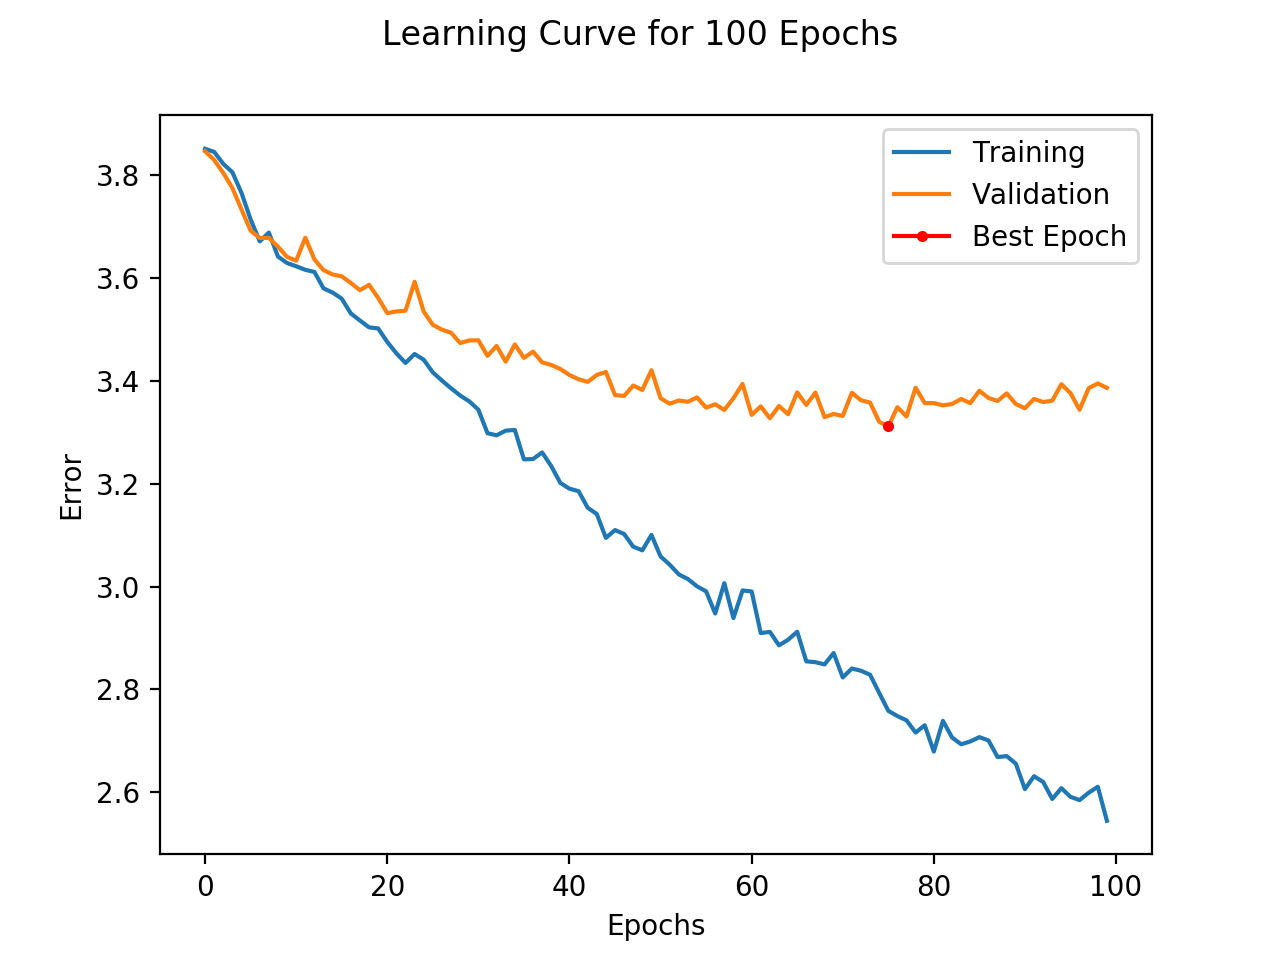 Learning Curve for 100 Epochs
Training
Validation
Best Epoch
3.8
3.6
3.4
3.2
3.0
2.8
2.6
Error
0 20 40 60 80 100
Epochs